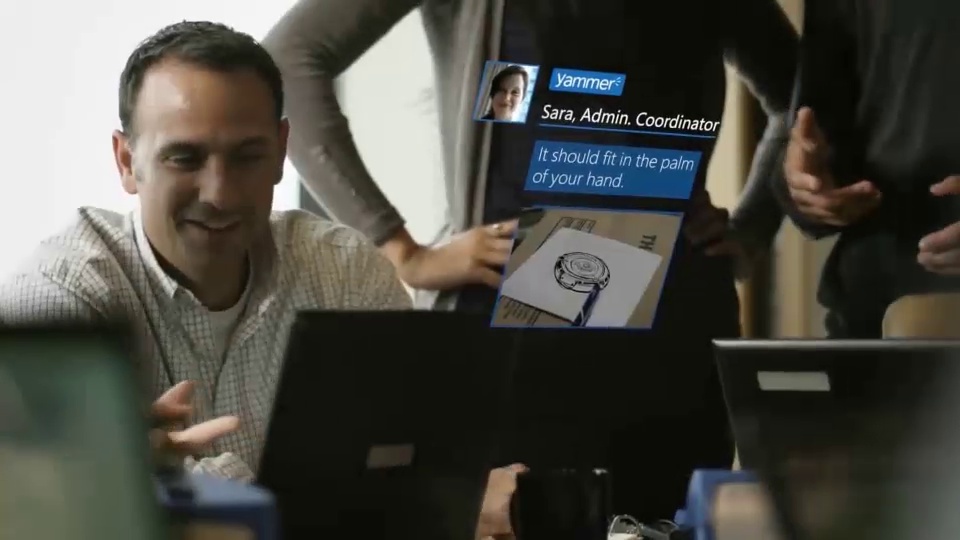 yammer
Sara, Admin. Coordinator
It should fit in the palm
of your hand.